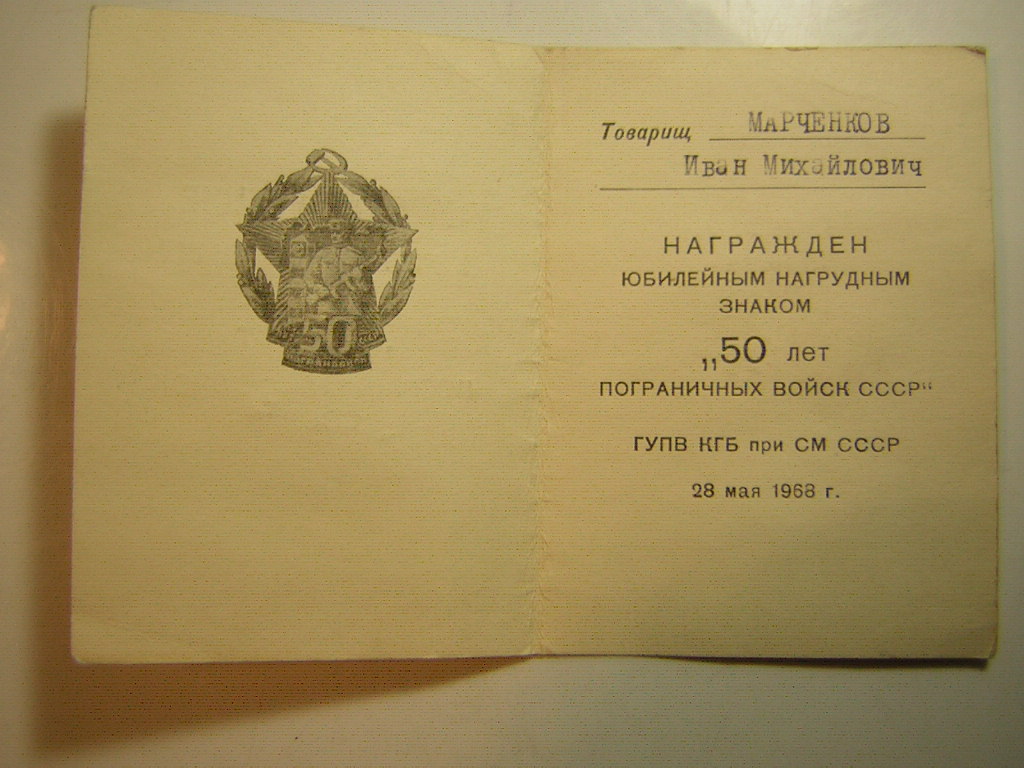 50
Товарищ МАРЧЕНКОВ
Иван Михайлович
НАГРАЖДЕН
ЮБИЛЕЙНЫМ НАГРУДНЫМ
ЗНАКОМ
„50 лет
ПОГРАНИЧНЫХ ВОЙСК СССР“
ГУПВ КГБ при СМ СССР
28 мая 1968 г.